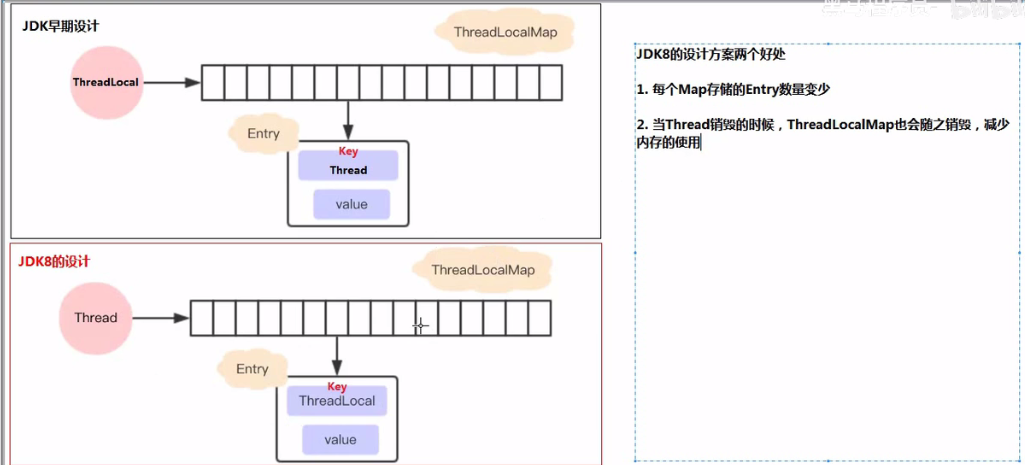 JDK早期设计
ThreadLocalMap
ThreadLocal
Entry
Key
Thread
value
JDK8的设计
ThreadLocalMap
Thread
Entry
Key
ThreadLocal
value
JDK8的设计方案两个好处
1. 每个Map存储的Entry数量变少
2. 当Thread销毁的时候，ThreadLocalMap也会随之销毁，减少
内存的使用